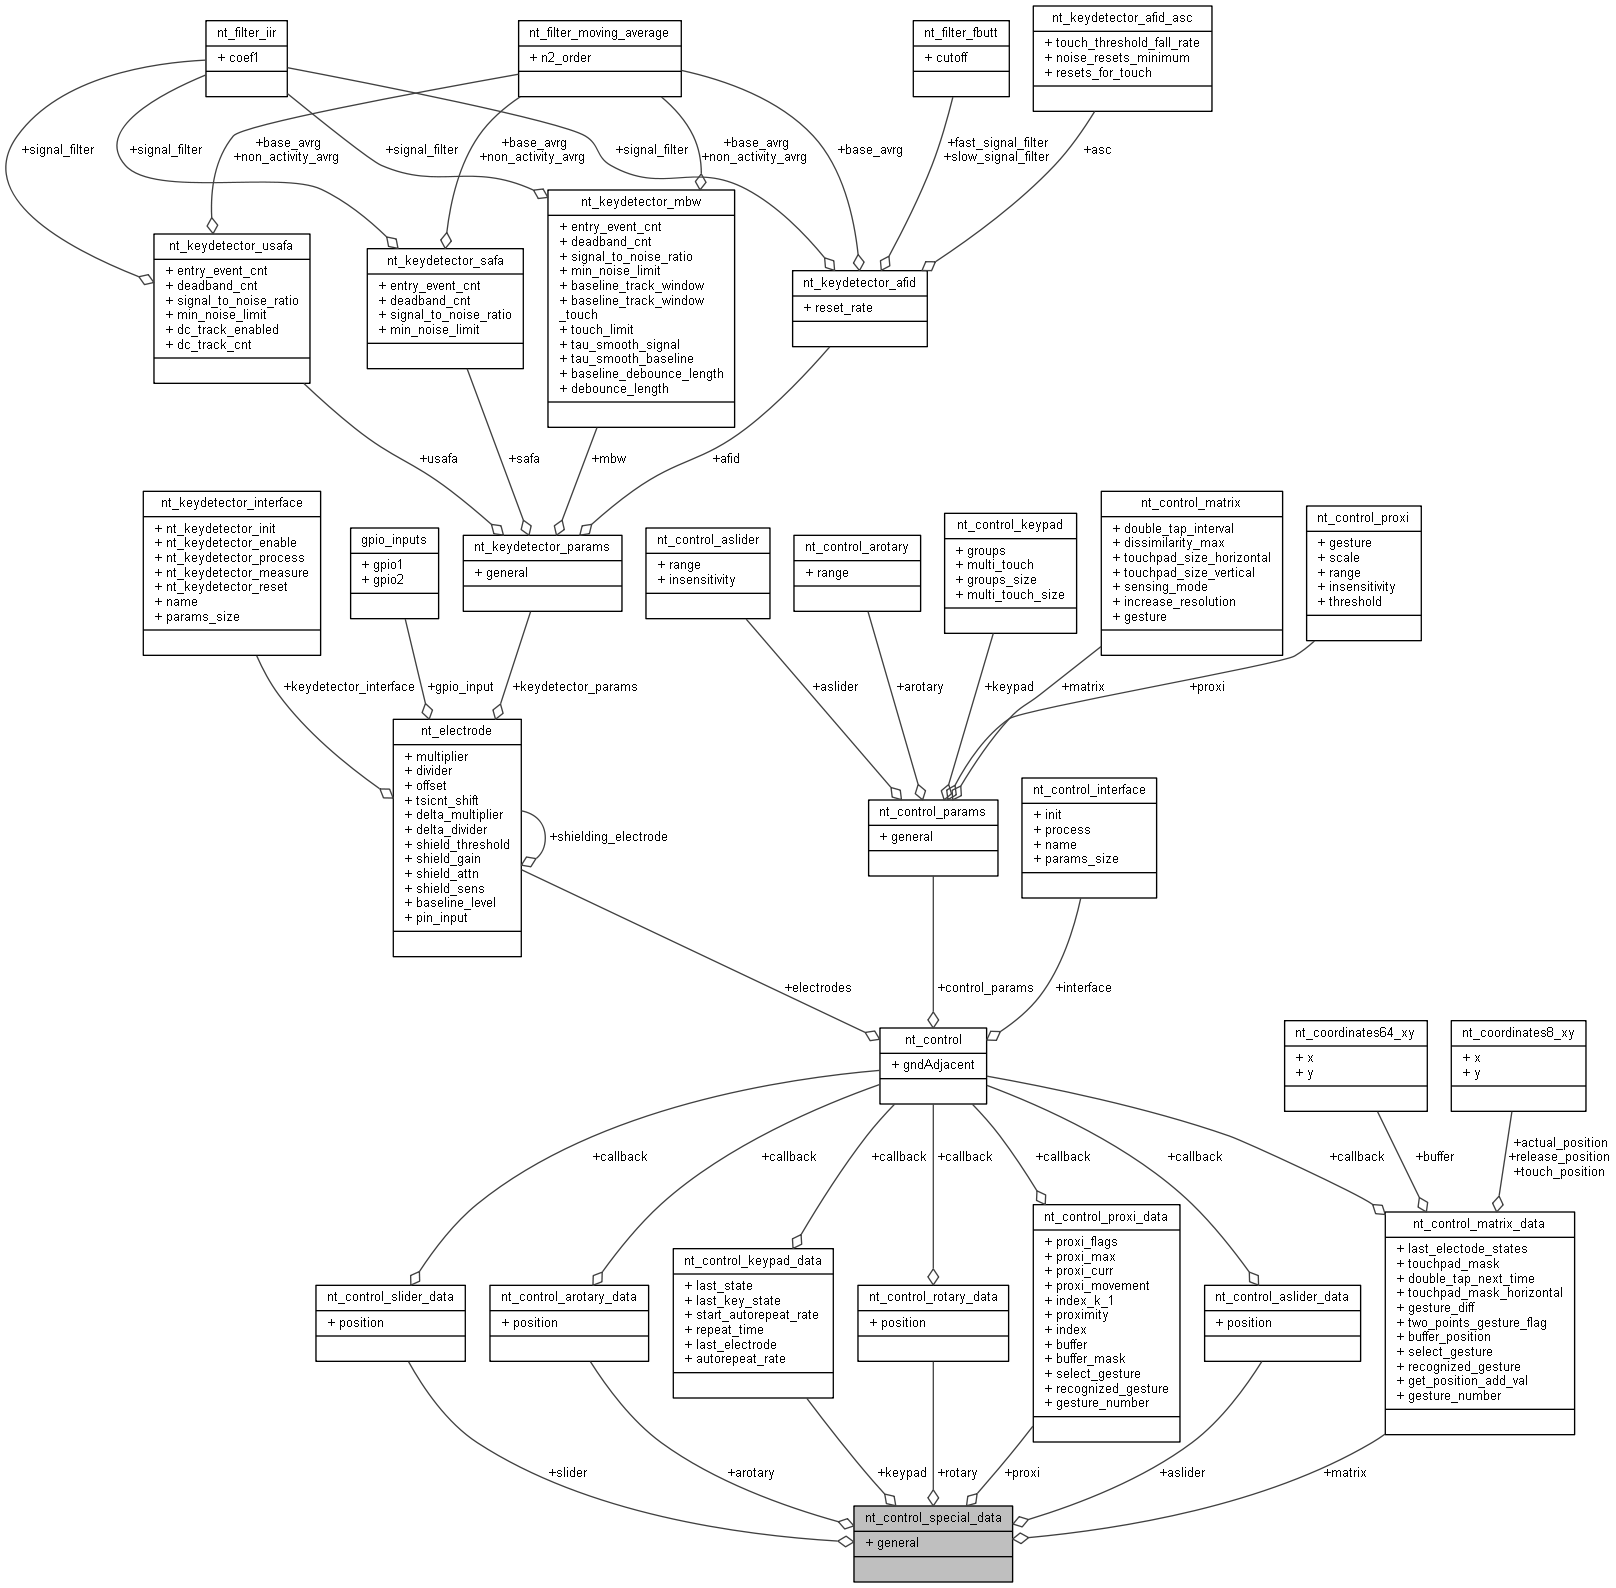 nt_filter_iir
+ coef1
nt_filter_moving_average
+ n2_order
nt_filter_fbutt
+ cutoff
nt_keydetector_afid_asc
+ touch_threshold_fall_rate
+ noise_resets_minimum
+ resets_for_touch
+signal_filter
+signal_filter
+base_avrg
+non_activity_avrg
+signal_filter
+base_avrg
+non_activity_avrg
+signal_filter
+base_avrg
+non_activity_avrg
+base_avrg
+fast_signal_filter
+slow_signal_filter
+asc
nt_keydetector_usafa
+ entry_event_cnt
+ deadband_cnt
+ signal_to_noise_ratio
+ min_noise_limit
+ dc_track_enabled
+ dc_track_cnt
nt_keydetector_safa
+ entry_event_cnt
+ deadband_cnt
+ signal_to_noise_ratio
+ min_noise_limit
nt_keydetector_mbw
+ entry_event_cnt
+ deadband_cnt
+ signal_to_noise_ratio
+ min_noise_limit
+ baseline_track_window
+ baseline_track_window
_touch
+ touch_limit
+ tau_smooth_signal
+ tau_smooth_baseline
+ baseline_debounce_length
+ debounce_length
nt_keydetector_afid
+ reset_rate
+usafa
+safa
+mbw
+afid
nt_keydetector_interface
+ nt_keydetector_init
+ nt_keydetector_enable
+ nt_keydetector_process
+ nt_keydetector_measure
+ nt_keydetector_reset
+ name
+ params_size
gpio_inputs
+ gpio1
+ gpio2
nt_keydetector_params
+ general
nt_control_aslider
+ range
+ insensitivity
nt_control_arotary
+ range
nt_control_keypad
+ groups
+ multi_touch
+ groups_size
+ multi_touch_size
nt_control_matrix
+ double_tap_interval
+ dissimilarity_max
+ touchpad_size_horizontal
+ touchpad_size_vertical
+ sensing_mode
+ increase_resolution
+ gesture
nt_control_proxi
+ gesture
+ scale
+ range
+ insensitivity
+ threshold
+keydetector_interface
+gpio_input
+keydetector_params
+aslider
+arotary
+keypad
+matrix
+proxi
nt_electrode
+ multiplier
+ divider
+ offset
+ tsicnt_shift
+ delta_multiplier
+ delta_divider
+ shield_threshold
+ shield_gain
+ shield_attn
+ shield_sens
+ baseline_level
+ pin_input
+shielding_electrode
nt_control_params
+ general
nt_control_interface
+ init
+ process
+ name
+ params_size
+electrodes
+control_params
+interface
nt_control
+ gndAdjacent
nt_coordinates64_xy
+ x
+ y
nt_coordinates8_xy
+ x
+ y
+callback
+callback
+callback
+callback
+callback
+callback
+callback
+buffer
+actual_position
+release_position
+touch_position
nt_control_slider_data
+ position
nt_control_arotary_data
+ position
nt_control_keypad_data
+ last_state
+ last_key_state
+ start_autorepeat_rate
+ repeat_time
+ last_electrode
+ autorepeat_rate
nt_control_rotary_data
+ position
nt_control_proxi_data
+ proxi_flags
+ proxi_max
+ proxi_curr
+ proxi_movement
+ index_k_1
+ proximity
+ index
+ buffer
+ buffer_mask
+ select_gesture
+ recognized_gesture
+ gesture_number
nt_control_aslider_data
+ position
nt_control_matrix_data
+ last_electode_states
+ touchpad_mask
+ double_tap_next_time
+ touchpad_mask_horizontal
+ gesture_diff
+ two_points_gesture_flag
+ buffer_position
+ select_gesture
+ recognized_gesture
+ get_position_add_val
+ gesture_number
+slider
+arotary
+keypad
+rotary
+proxi
+aslider
+matrix
nt_control_special_data
+ general